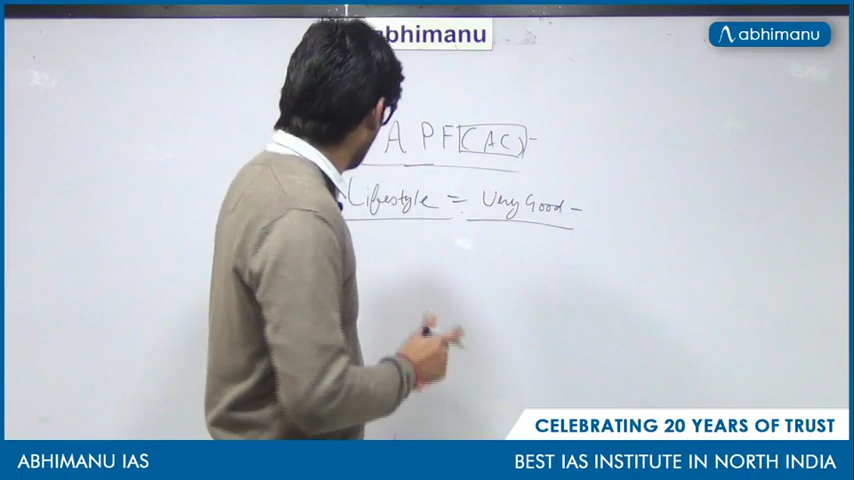 abhimanu
abhimanu
APF (AC) -
Lifestyle = Very Good -
CELEBRATING 20 YEARS OF TRUST
ABHIMANU IAS
BEST IAS INSTITUTE IN NORTH INDIA